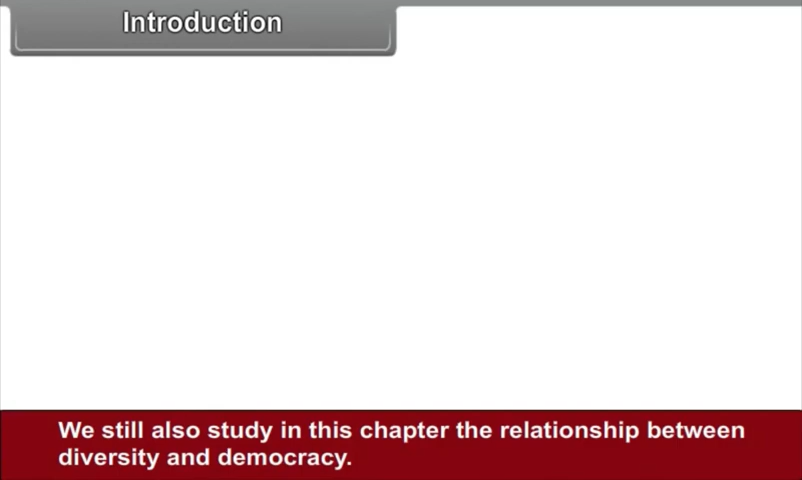 Introduction
We still also study in this chapter the relationship between
diversity and democracy.